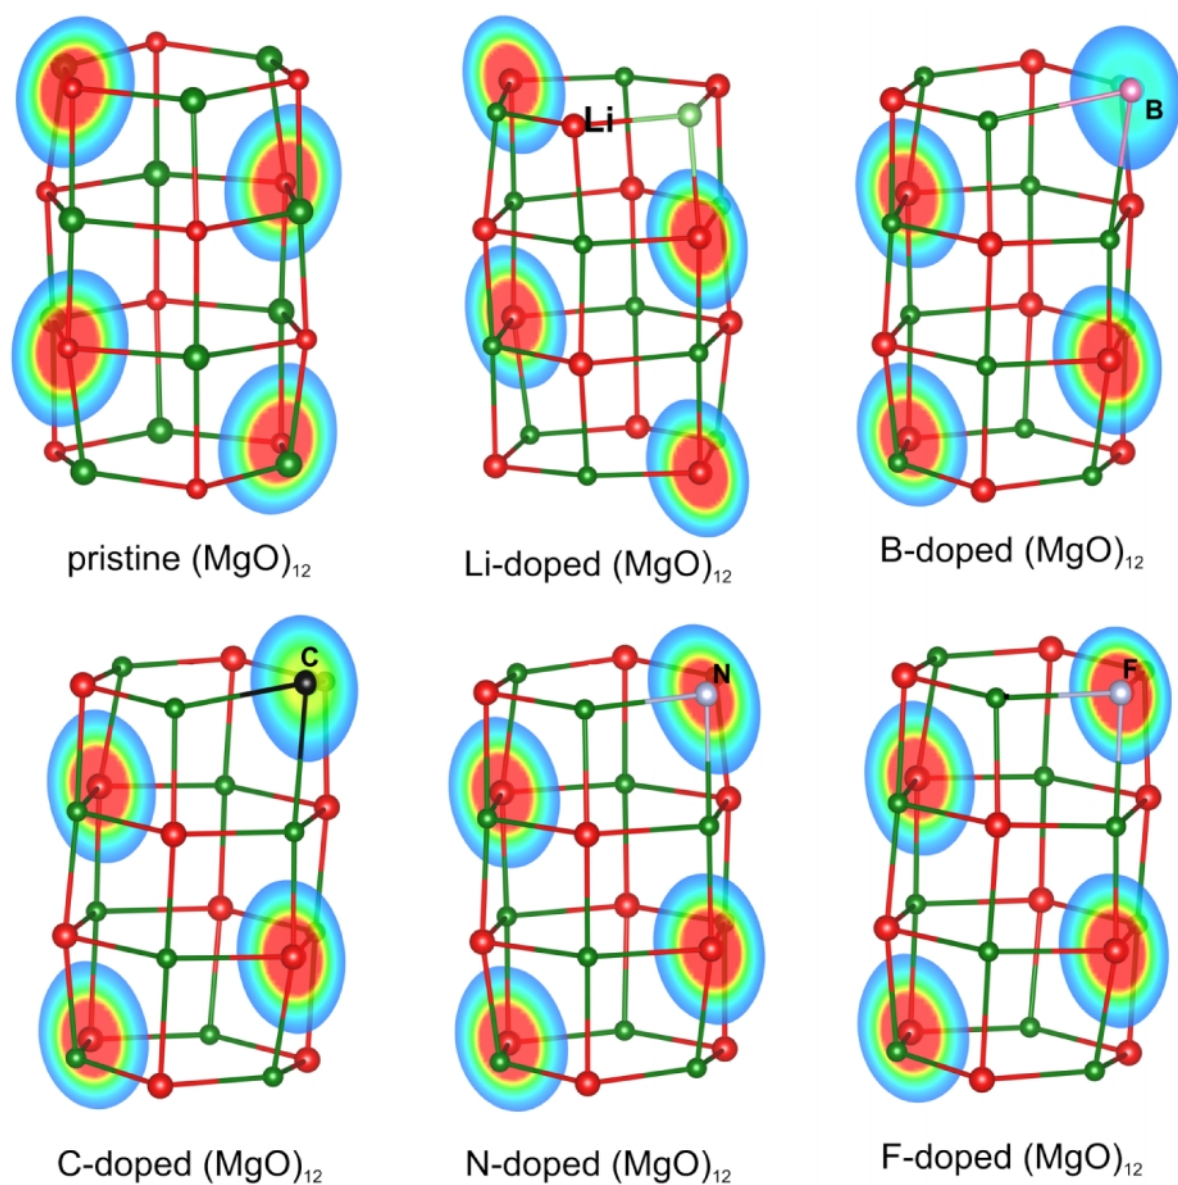 Li
B
pristine (MgO)₁₂
Li-doped (MgO)₁₂
B-doped (MgO)₁₂
C
N
F
C-doped (MgO)₁₂
N-doped (MgO)₁₂
F-doped (MgO)₁₂